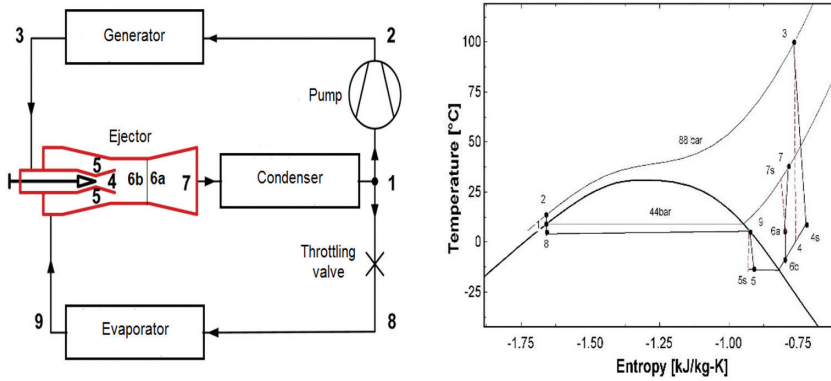 3
Generator
2
Pump
Ejector
5
4
6b
6a
7
5
Condenser
1
Throttling
valve
9
Evaporator
8
Temperature [°C]
100
75
50
25
0
-25
-1.75
-1.50
-1.25
-1.00
-0.75
Entropy [kJ/kg-K]
3
88 bar
7
7s
2
1
44bar
9
6a
4s
8
4
6b
5s
5